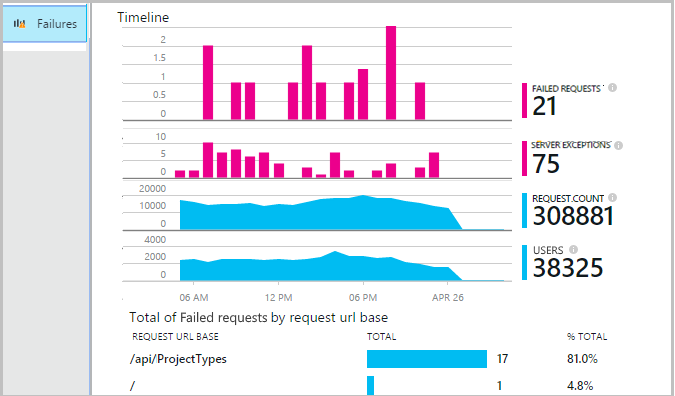 Failures
Timeline
2
1.5
1
0.5
0
FAILED REQUESTS
21
10
5
0
SERVER EXCEPTIONS
75
20000
10000
0
REQUEST.COUNT
308881
4000
2000
0
USERS
38325
06 AM 12 PM 06 PM APR 26
Total of Failed requests by request url base
REQUEST URL BASE TOTAL % TOTAL
/api/ProjectTypes 17 81.0%
/ 1 4.8%